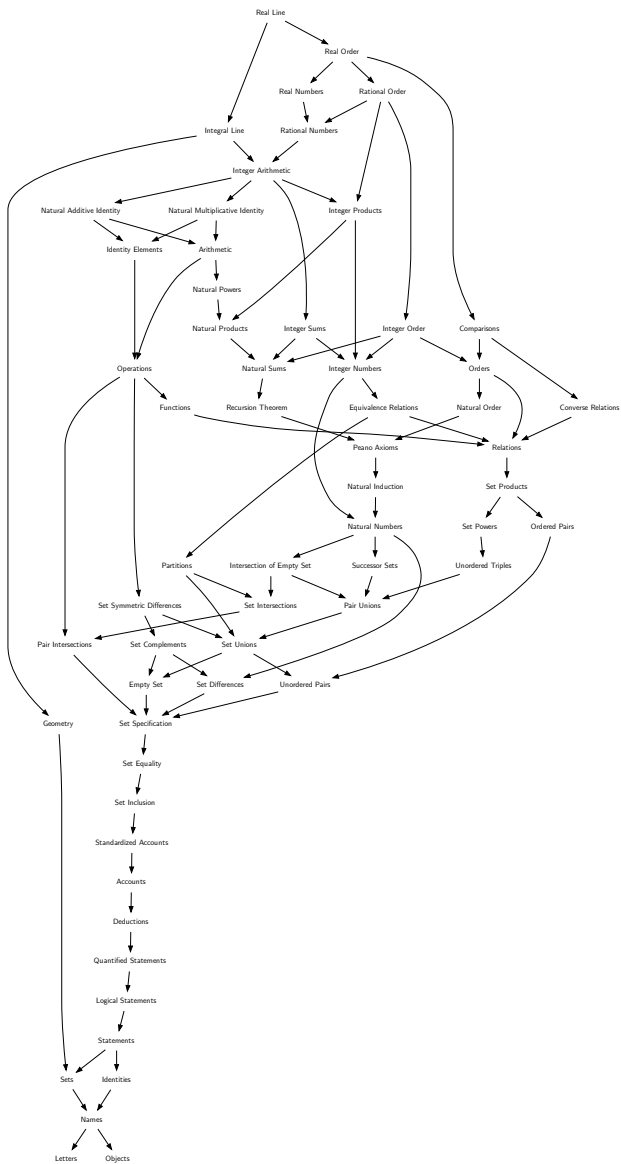 Real Line
Real Order
Real Numbers
Rational Order
Integral Line
Rational Numbers
Integer Arithmetic
Natural Additive Identity
Natural Multiplicative Identity
Integer Products
Identity Elements
Arithmetic
Natural Powers
Natural Products
Integer Sums
Integer Order
Comparisons
Operations
Natural Sums
Integer Numbers
Orders
Functions
Recursion Theorem
Equivalence Relations
Natural Order
Converse Relations
Peano Axioms
Relations
Natural Induction
Set Products
Natural Numbers
Set Powers
Ordered Pairs
Partitions
Intersection of Empty Set
Successor Sets
Unordered Triples
Set Symmetric Differences
Set Intersections
Pair Unions
Pair Intersections
Set Complements
Set Unions
Empty Set
Set Differences
Unordered Pairs
Geometry
Set Specification
Set Equality
Set Inclusion
Standardized Accounts
Accounts
Deductions
Quantified Statements
Logical Statements
Statements
Sets
Identities
Names
Letters
Objects